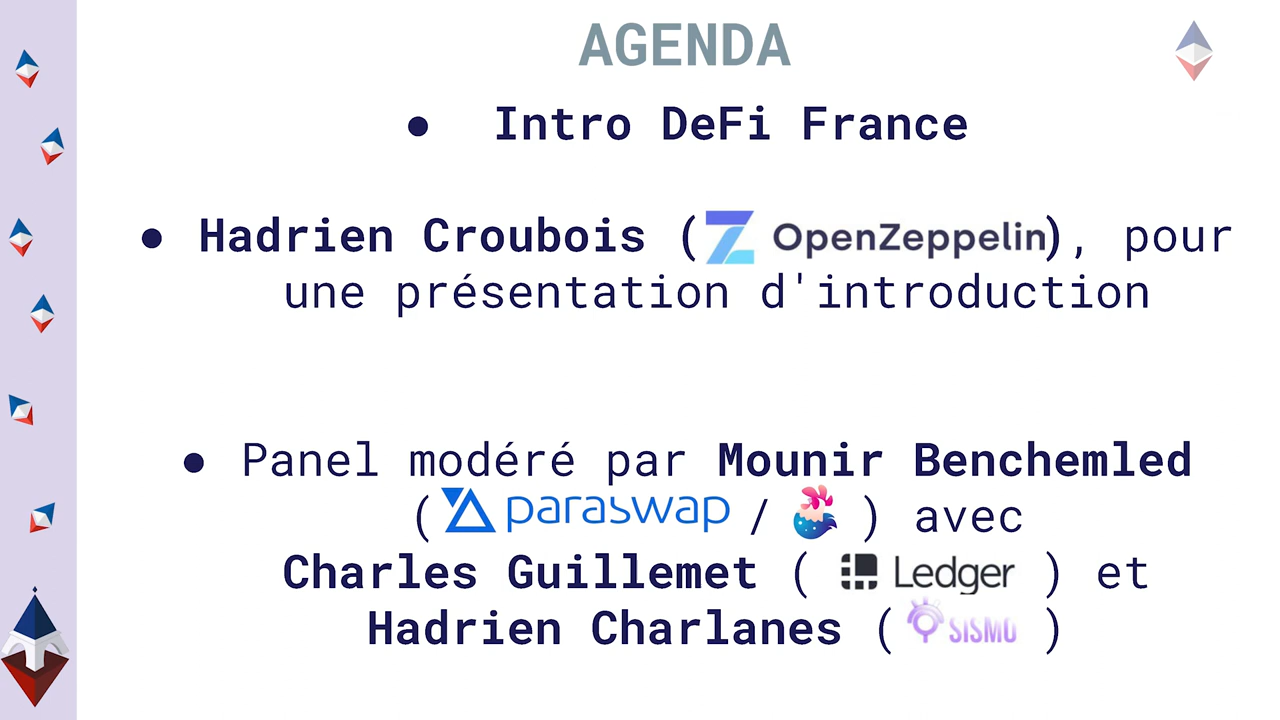 AGENDA
● Intro DeFi France
● Hadrien Croubois ( OpenZeppelin), pour
une présentation d'introduction
● Panel modéré par Mounir Benchemled
( paraswap / ) avec
Charles Guillemet ( Ledger ) et
Hadrien Charlanes ( SISMO )